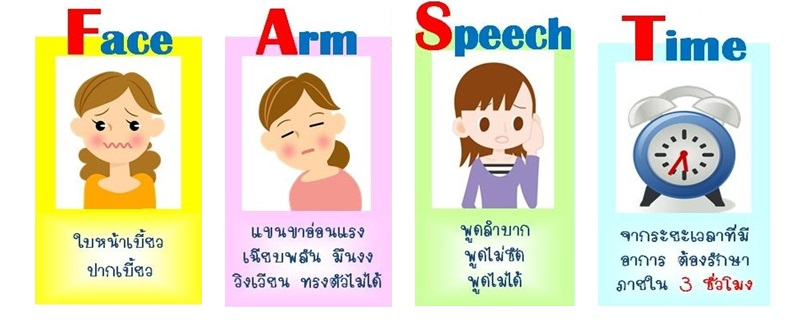 Face
ใบหน้าเบี้ยว
ปากเบี้ยว
Arm
แขนขาอ่อนแรง
เฉียบพลัน มึนงง
วิงเวียน ทรงตัวไม่ได้
Speech
พูดลำบาก
พูดไม่ชัด
พูดไม่ได้
Time
จากระยะเวลาที่มี
อาการ ต้องรักษา
ภายใน 3 ชั่วโมง